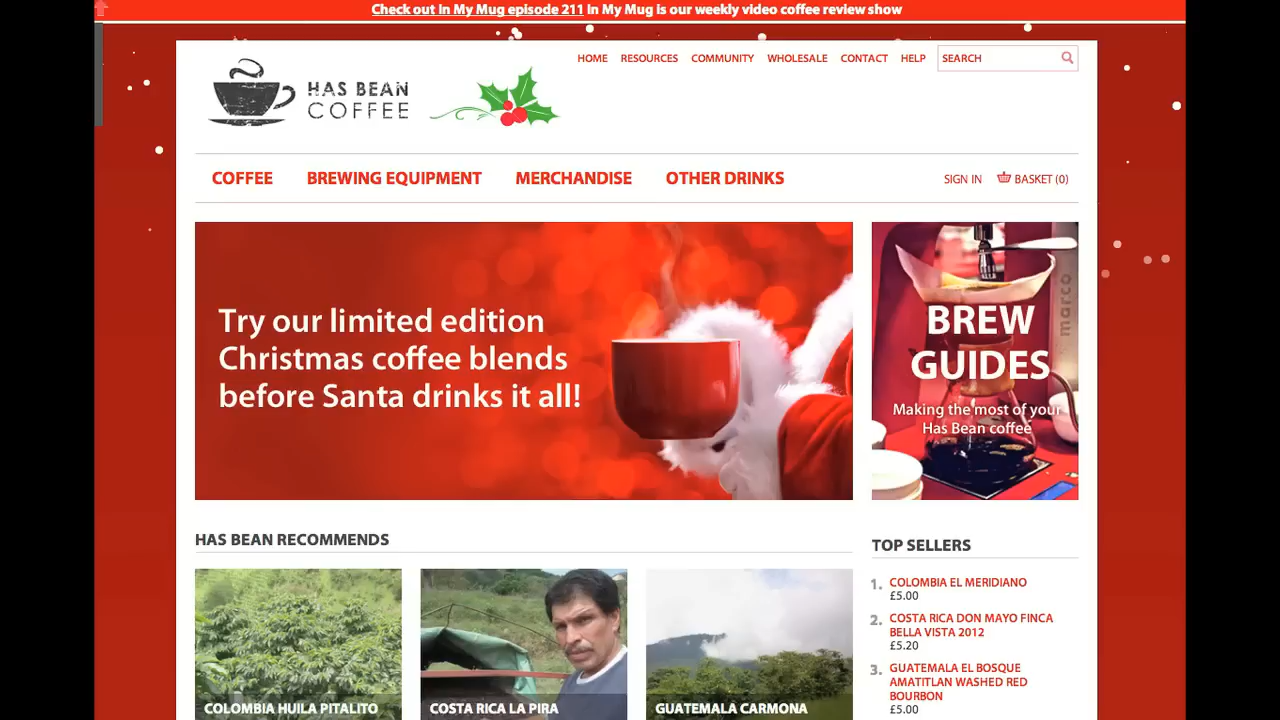 Check out In My Mug episode 211 In My Mug is our weekly video coffee review show
HOME RESOURCES COMMUNITY WHOLESALE CONTACT HELP SEARCH
HAS BEAN
COFFEE
COFFEE BREWING EQUIPMENT MERCHANDISE OTHER DRINKS
SIGN IN BASKET (0)
Try our limited edition
Christmas coffee blends
before Santa drinks it all!
marco
BREW
GUIDES
Making the most of your
Has Bean coffee
HAS BEAN RECOMMENDS
COLOMBIA HUILA PITALITO
COSTA RICA LA PIRA
GUATEMALA CARMONA
TOP SELLERS
1. COLOMBIA EL MERIDIANO
£5.00
2. COSTA RICA DON MAYO FINCA
BELLA VISTA 2012
£5.20
3. GUATEMALA EL BOSQUE
AMATITLAN WASHED RED
BOURBON
£5.00